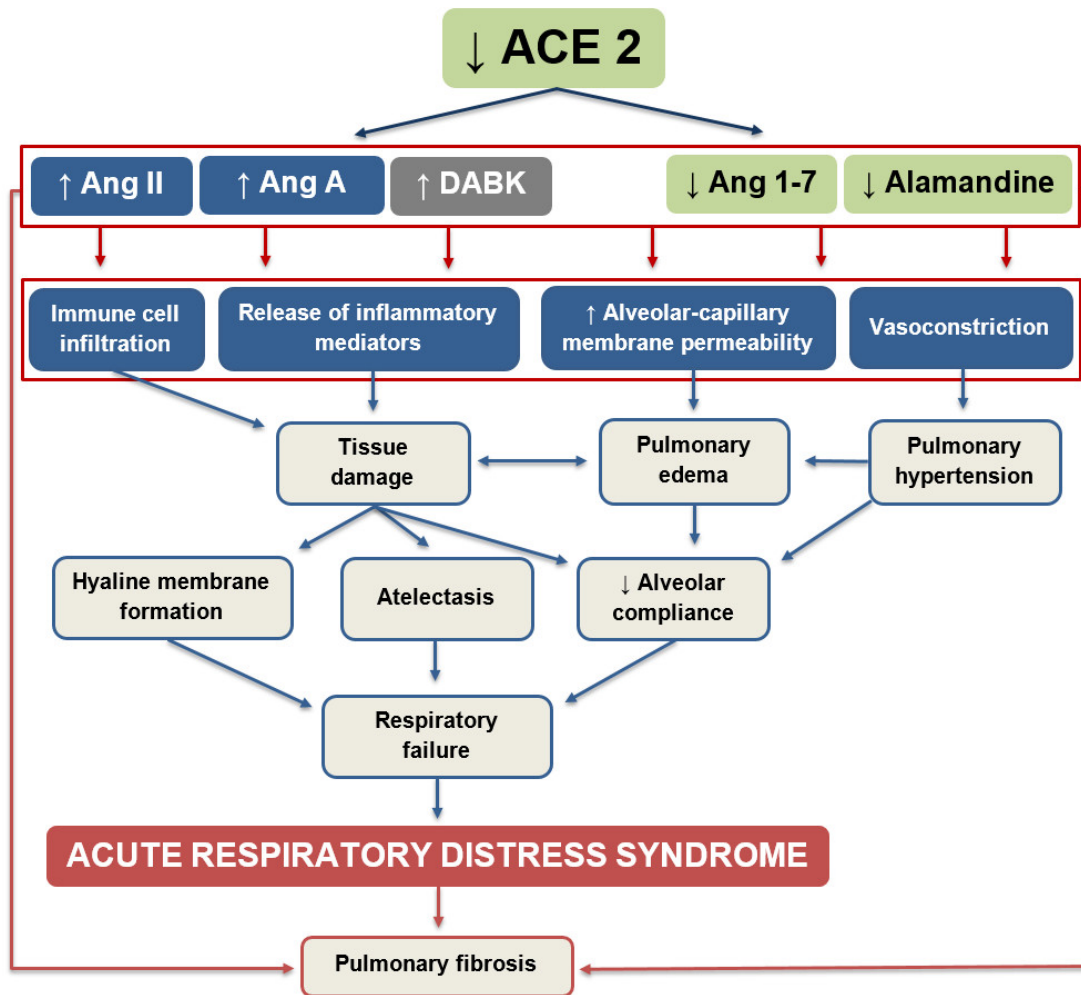 ↓ ACE 2
↑ Ang II
↑ Ang A
↑ DABK
↓ Ang 1-7
↓ Alamandine
Immune cell
infiltration
Release of inflammatory
mediators
↑ Alveolar-capillary
membrane permeability
Vasoconstriction
Tissue
damage
Pulmonary
edema
Pulmonary
hypertension
Hyaline membrane
formation
Atelectasis
↓ Alveolar
compliance
Respiratory
failure
ACUTE RESPIRATORY DISTRESS SYNDROME
Pulmonary fibrosis